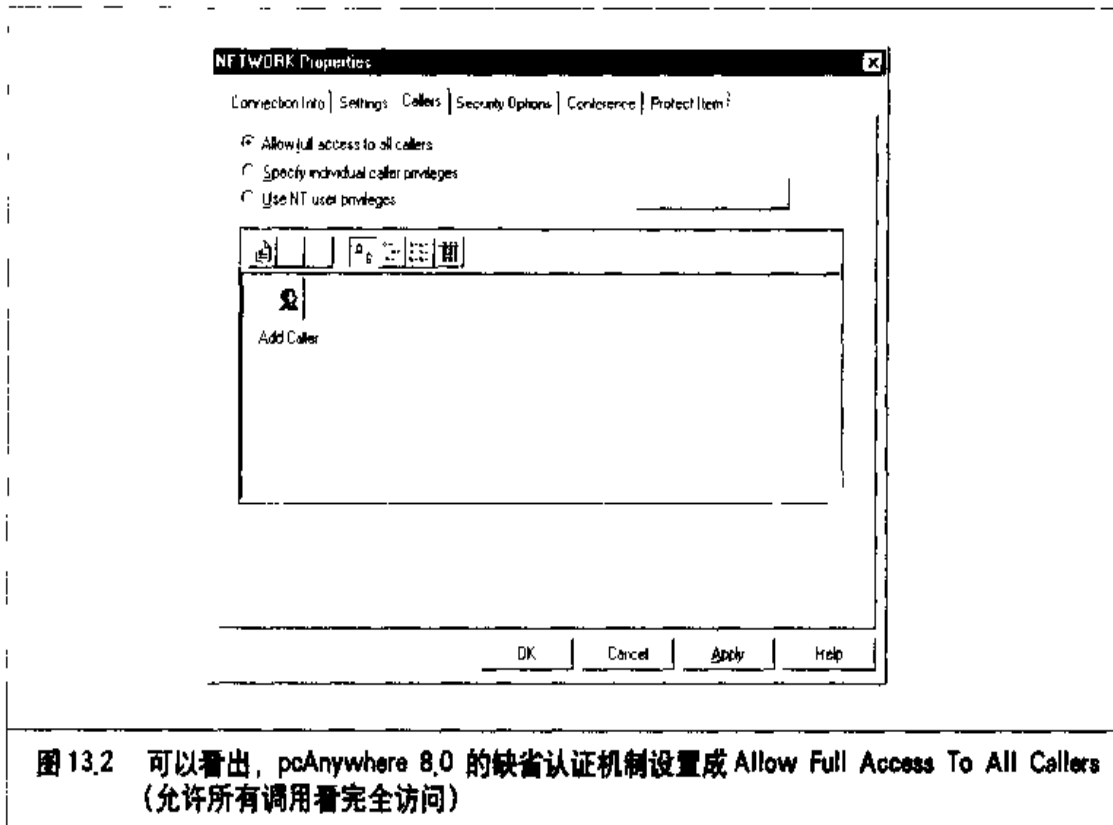 NETWORK Properties
Connection Info Settings Callers Security Options Conference Protect Item
Allow full access to all callers
Specify individual caller privileges
Use NT user privileges
Add Caller
OK Cancel Apply Help
图 13.2 可以看出，pcAnywhere 8.0 的缺省认证机制设置成 Allow Full Access To All Callers
（允许所有调用者完全访问）